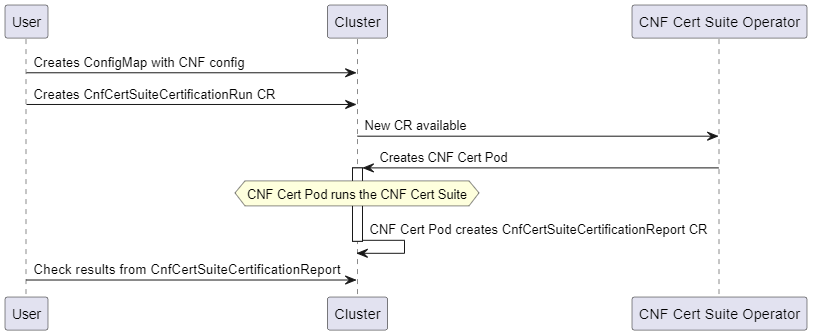 User
Cluster
CNF Cert Suite Operator
Creates ConfigMap with CNF config
Creates CnfCertSuiteCertificationRun CR
New CR available
Creates CNF Cert Pod
CNF Cert Pod runs the CNF Cert Suite
CNF Cert Pod creates CnfCertSuiteCertificationReport CR
Check results from CnfCertSuiteCertificationReport
User
Cluster
CNF Cert Suite Operator